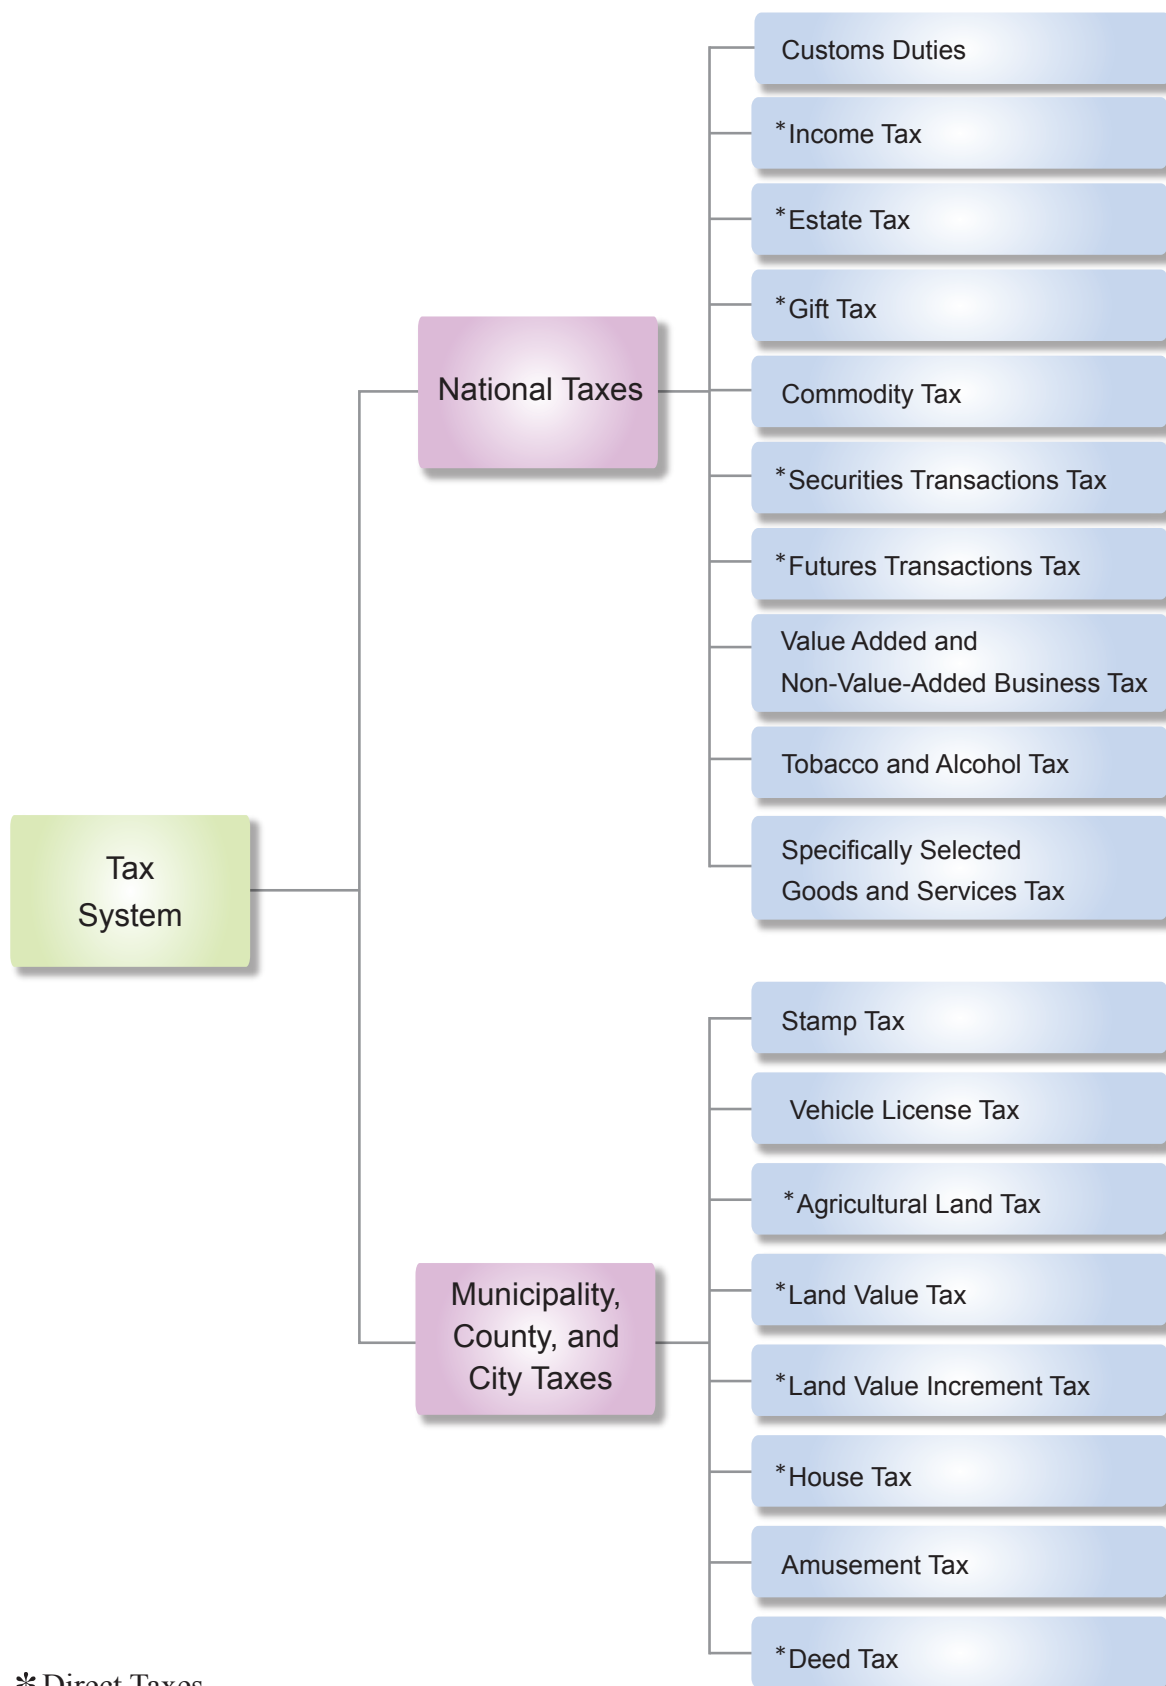 Customs Duties
*Income Tax
*Estate Tax
*Gift Tax
National Taxes
Commodity Tax
*Securities Transactions Tax
*Futures Transactions Tax
Value Added and
Non-Value-Added Business Tax
Tobacco and Alcohol Tax
Specifically Selected
Goods and Services Tax
Tax
System
Stamp Tax
Vehicle License Tax
*Agricultural Land Tax
Municipality,
County, and
City Taxes
*Land Value Tax
*Land Value Increment Tax
*House Tax
Amusement Tax
*Deed Tax
*Direct Taxes